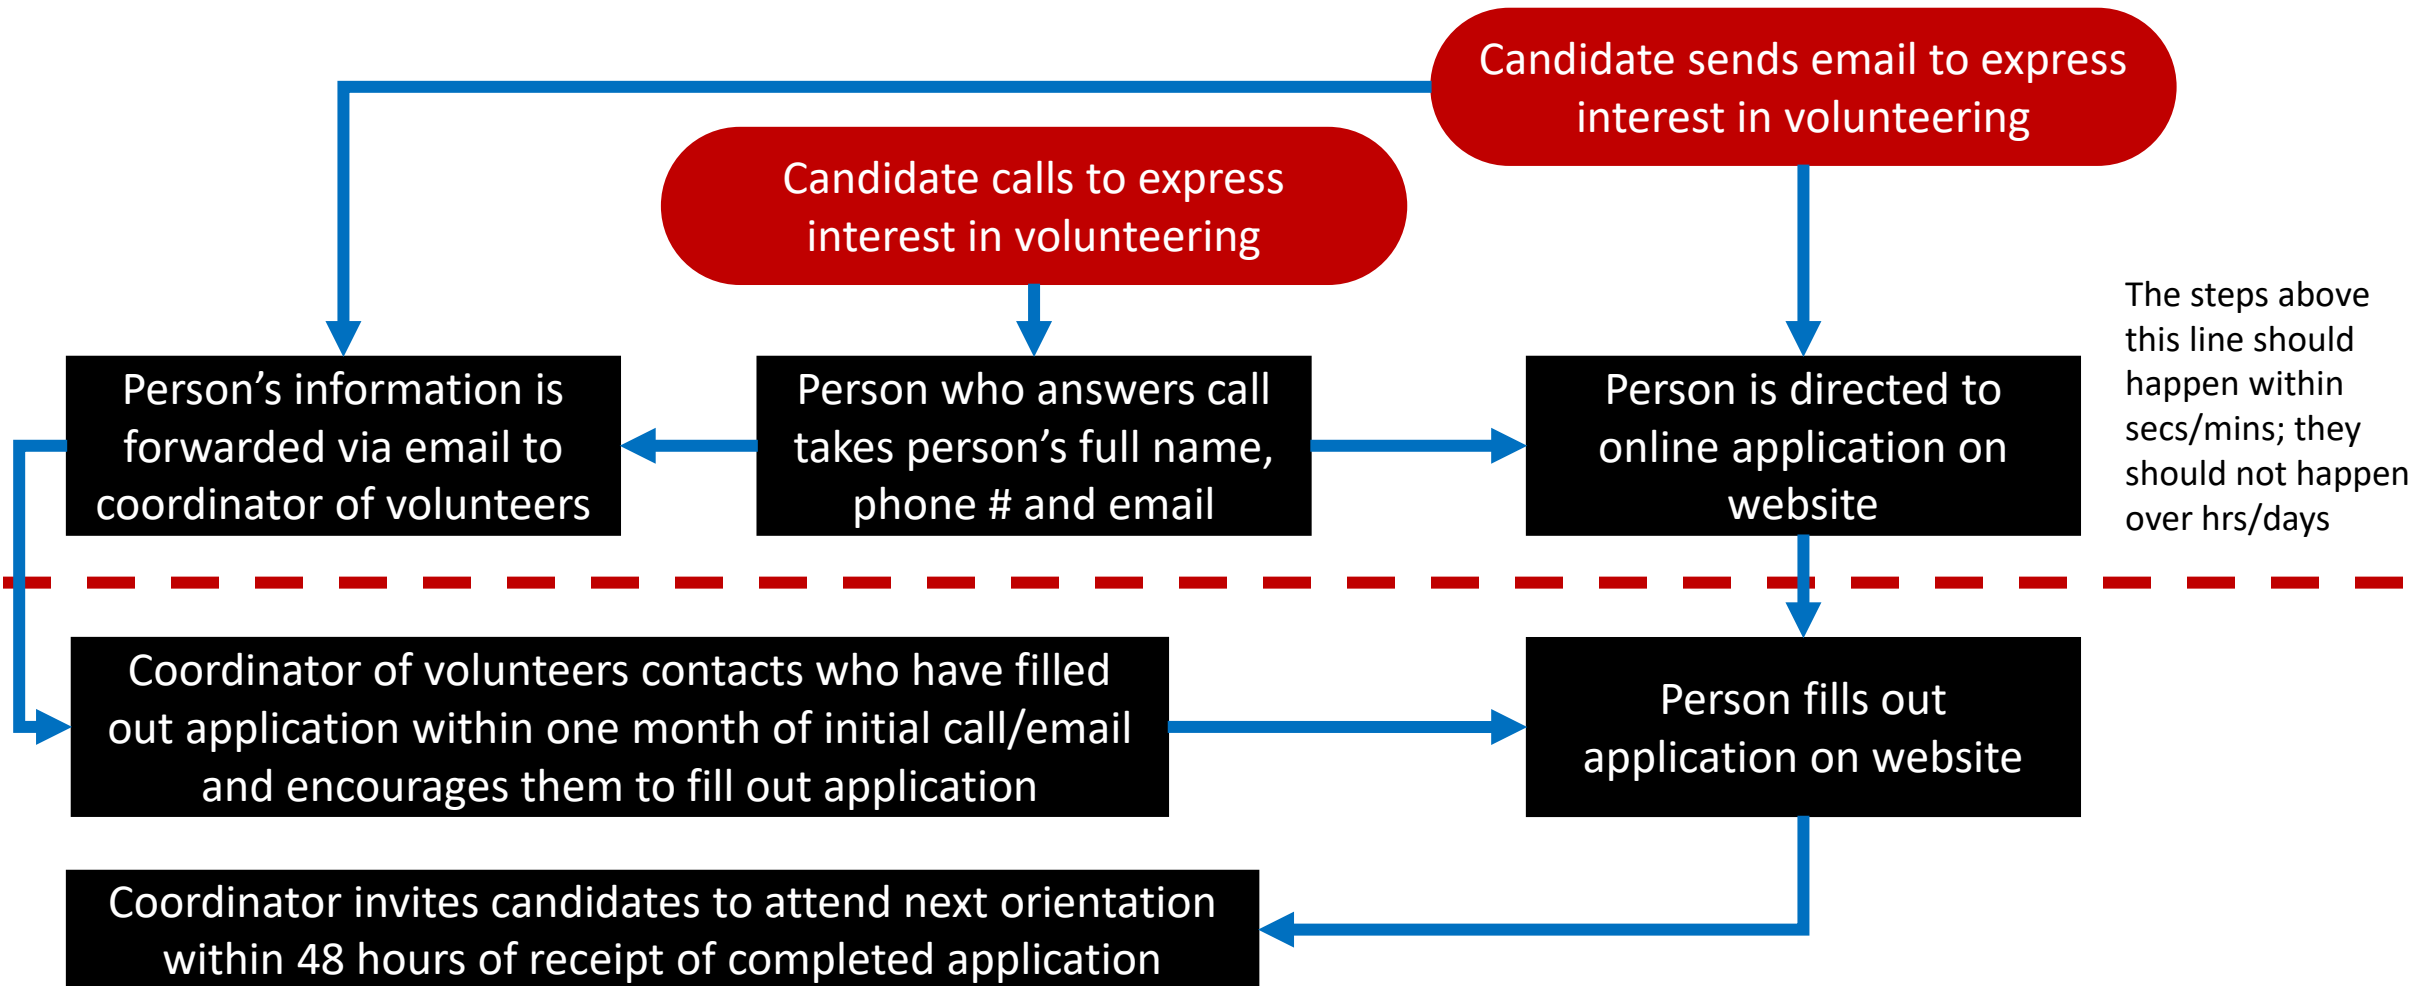 Candidate sends email to express
interest in volunteering
Candidate calls to express
interest in volunteering
The steps above
this line should
happen within
secs/mins; they
should not happen
over hrs/days
Person’s information is
forwarded via email to
coordinator of volunteers
Person who answers call
takes person’s full name,
phone # and email
Person is directed to
online application on
website
Coordinator of volunteers contacts who have filled
out application within one month of initial call/email
and encourages them to fill out application
Person fills out
application on website
Coordinator invites candidates to attend next orientation
within 48 hours of receipt of completed application